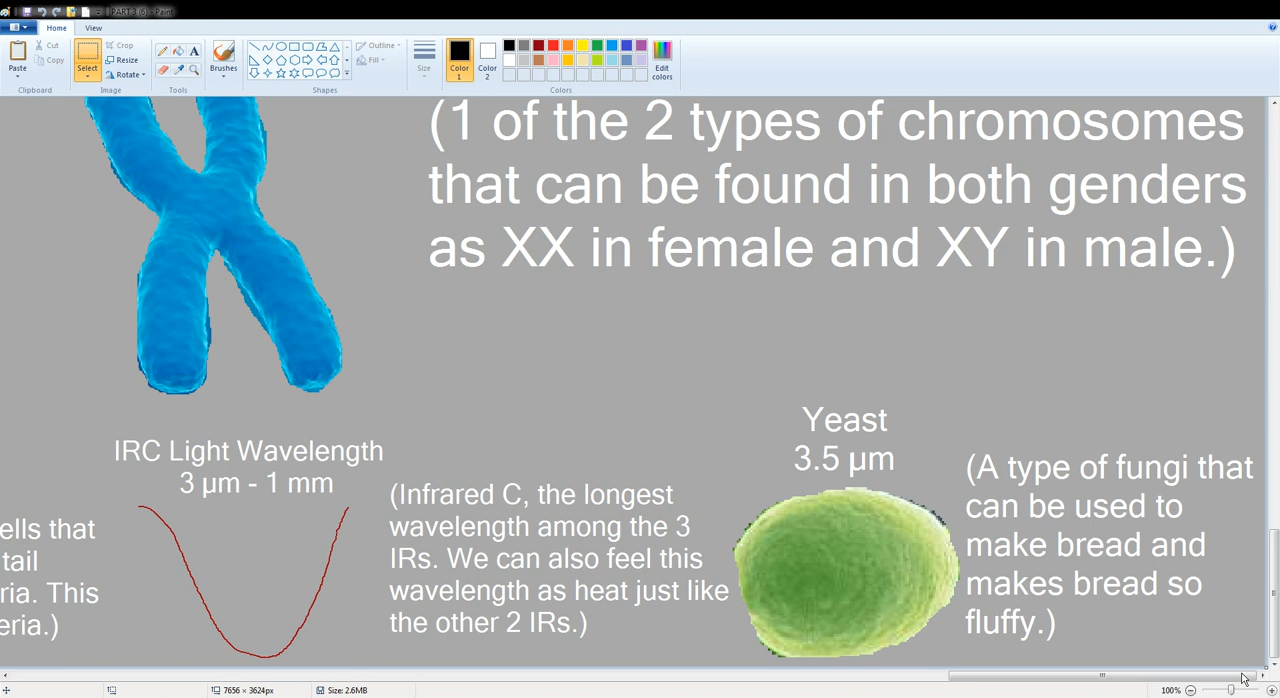 PART 3 (6) - Paint
Home
View
Paste
Cut
Copy
Clipboard
Select
Crop
Resize
Rotate
Image
Tools
Brushes
Outline
Fill
Shapes
Size
Color
1
Color
2
Edit
colors
Colors
(1 of the 2 types of chromosomes
that can be found in both genders
as XX in female and XY in male.)
IRC Light Wavelength
3 µm - 1 mm
(Infrared C, the longest
wavelength among the 3
IRs. We can also feel this
wavelength as heat just like
the other 2 IRs.)
Yeast
3.5 µm
(A type of fungi that
can be used to
make bread and
makes bread so
fluffy.)
ells that
tail
ria. This
eria.)
7656 × 3624px
Size: 2.6MB
100%